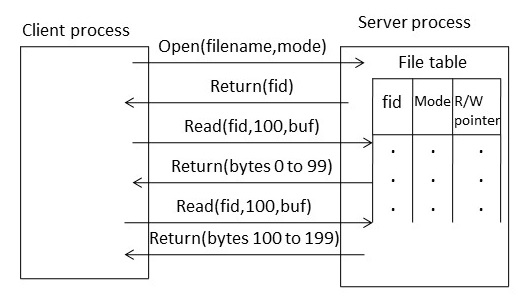 Client process
Server process
Open(filename,mode)
File table
Return(fid)
fid
Mode
R/W
pointer
Read(fid,100,buf)
Return(bytes 0 to 99)
Read(fid,100,buf)
Return(bytes 100 to 199)